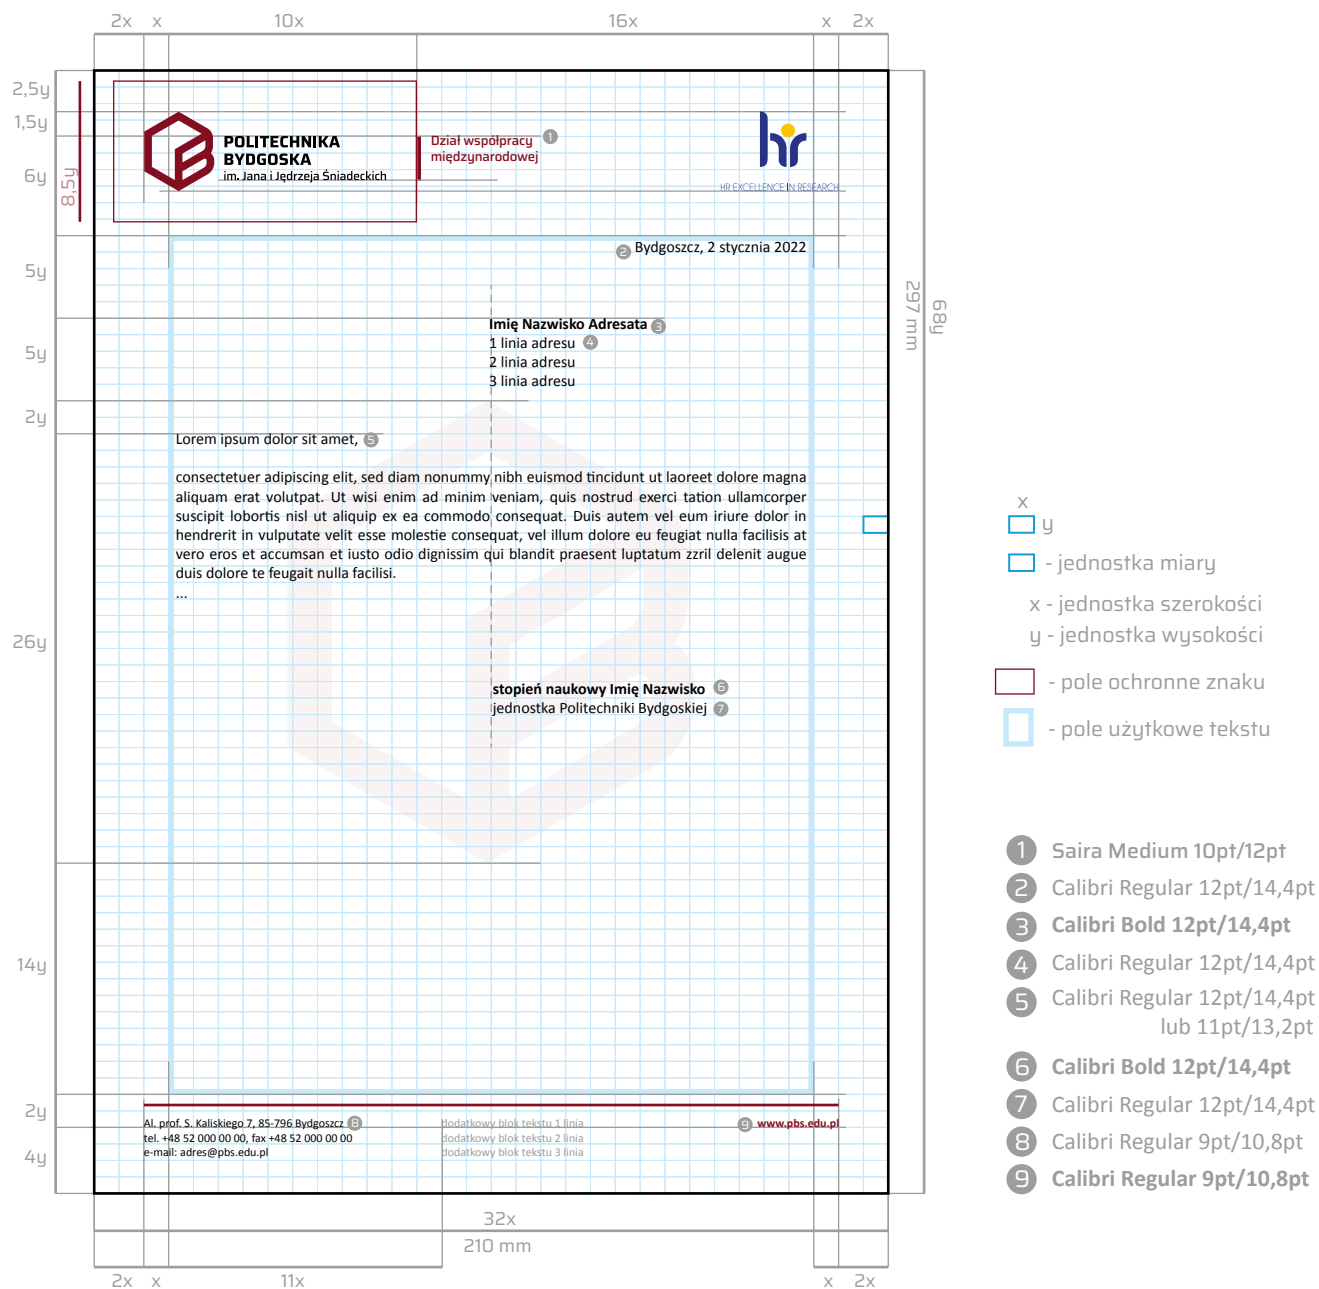 2x x 10x 16x x 2x
2,5y
1,5y
6y
8,5y
POLITECHNIKA
BYDGOSKA
im. Jana i Jędrzeja Śniadeckich
Dział współpracy 1
międzynarodowej
hr
HR EXCELLENCE IN RESEARCH
5y
2 Bydgoszcz, 2 stycznia 2022
297 mm
68y
5y
Imię Nazwisko Adresata 3
1 linia adresu 4
2 linia adresu
3 linia adresu
2y
Lorem ipsum dolor sit amet, 5
consectetuer adipiscing elit, sed diam nonummy nibh euismod tincidunt ut laoreet dolore magna
aliquam erat volutpat. Ut wisi enim ad minim veniam, quis nostrud exerci tation ullamcorper
suscipit lobortis nisl ut aliquip ex ea commodo consequat. Duis autem vel eum iriure dolor in
hendrerit in vulputate velit esse molestie consequat, vel illum dolore eu feugiat nulla facilisis at
vero eros et accumsan et iusto odio dignissim qui blandit praesent luptatum zzril delenit augue
duis dolore te feugait nulla facilisi.
...
26y
stopień naukowy Imię Nazwisko 6
jednostka Politechniki Bydgoskiej 7
14y
2y
4y
Al. prof. S. Kaliskiego 7, 85-796 Bydgoszcz 8
tel. +48 52 000 00 00, fax +48 52 000 00 00
e-mail: adres@pbs.edu.pl
dodatkowy blok tekstu 1 linia
dodatkowy blok tekstu 2 linia
dodatkowy blok tekstu 3 linia
9 www.pbs.edu.pl
32x
210 mm
2x x 11x x 2x
x
y
- jednostka miary
x - jednostka szerokości
y - jednostka wysokości
- pole ochronne znaku
- pole użytkowe tekstu
1 Saira Medium 10pt/12pt
2 Calibri Regular 12pt/14,4pt
3 Calibri Bold 12pt/14,4pt
4 Calibri Regular 12pt/14,4pt
5 Calibri Regular 12pt/14,4pt
lub 11pt/13,2pt
6 Calibri Bold 12pt/14,4pt
7 Calibri Regular 12pt/14,4pt
8 Calibri Regular 9pt/10,8pt
9 Calibri Regular 9pt/10,8pt